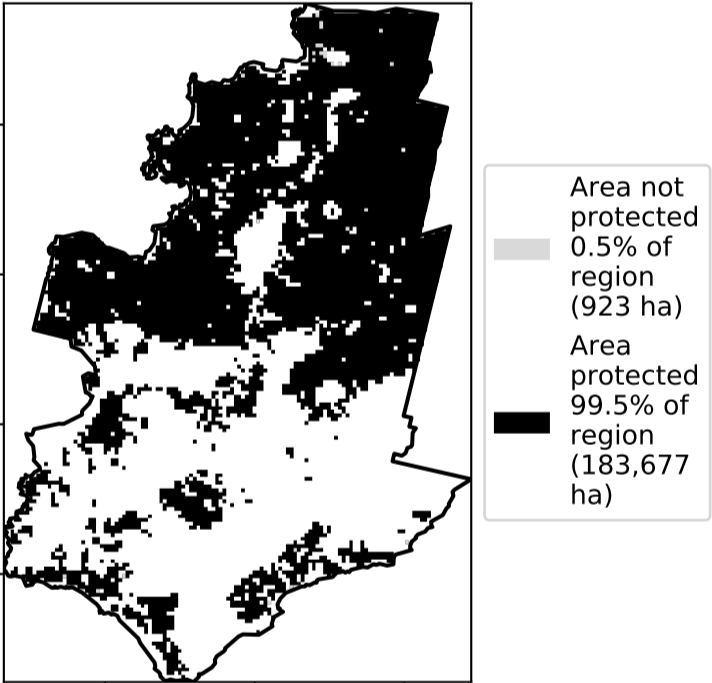 Area not
protected
0.5% of
region
(923 ha)
Area
protected
99.5% of
region
(183,677
ha)